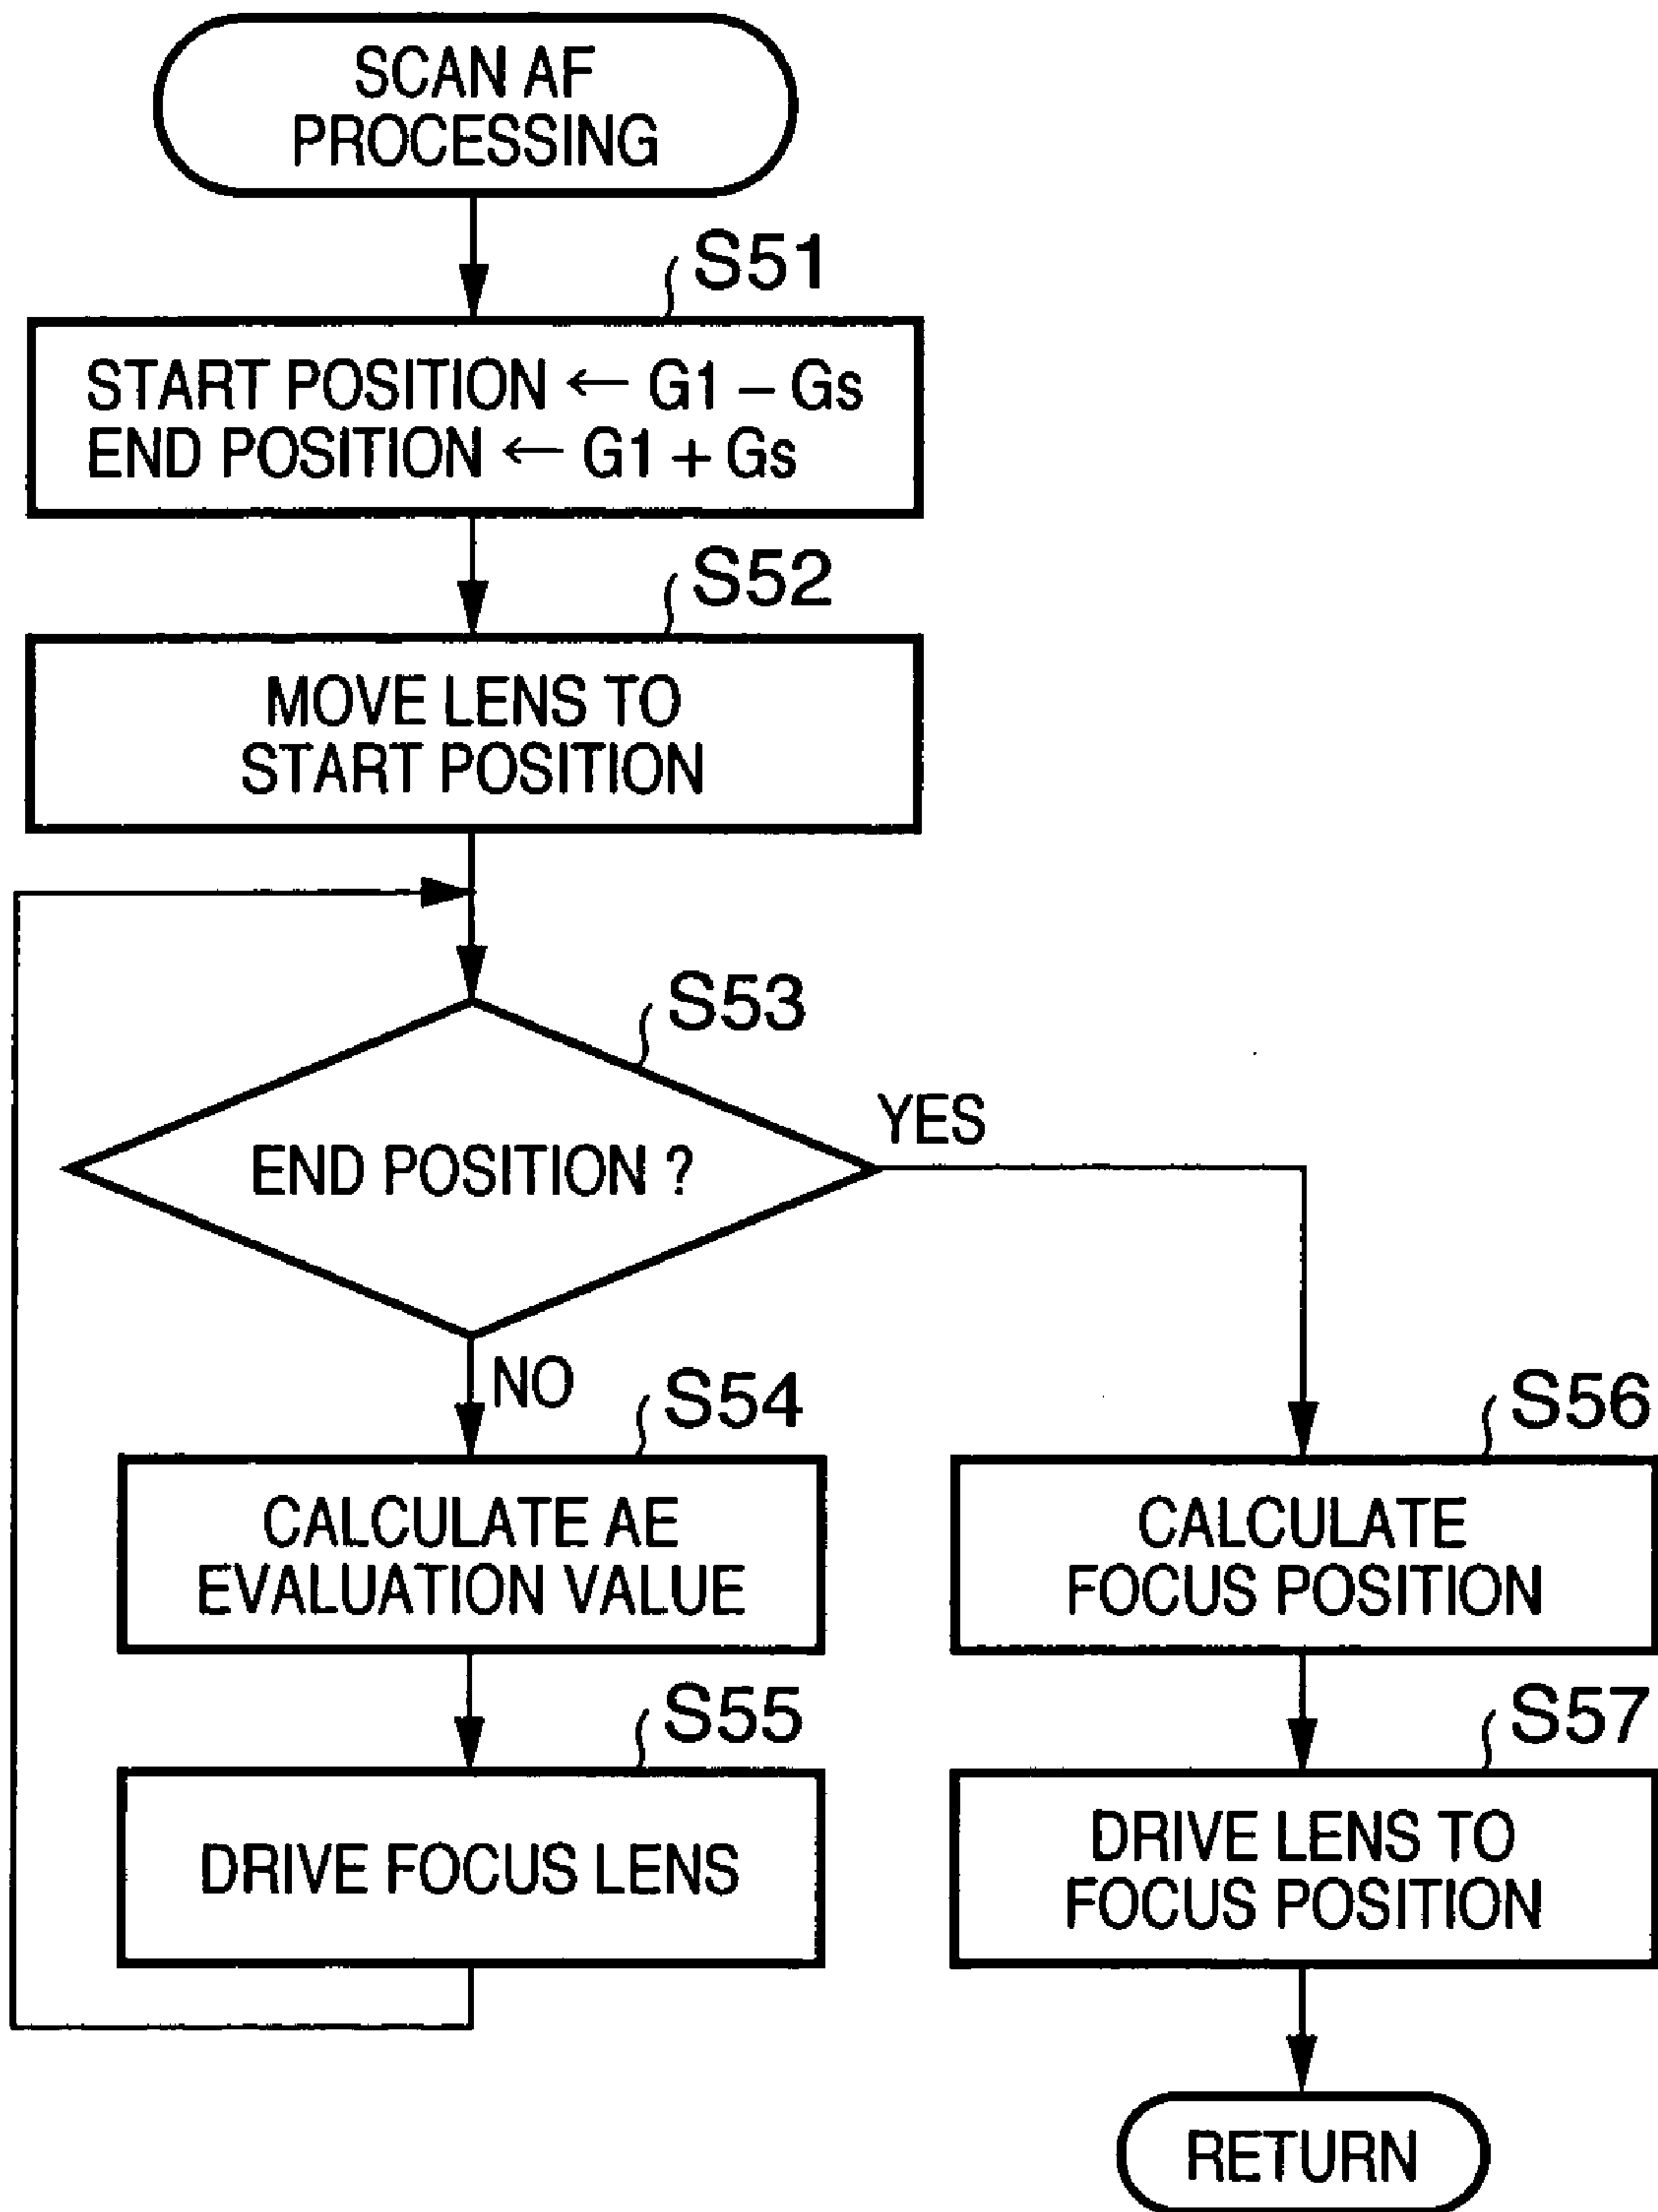 SCAN AF
PROCESSING
S51
START POSITION ← G1 – Gs
END POSITION ← G1 + Gs
S52
MOVE LENS TO
START POSITION
S53
END POSITION ?
YES
NO
S54
CALCULATE AE
EVALUATION VALUE
S55
DRIVE FOCUS LENS
S56
CALCULATE
FOCUS POSITION
S57
DRIVE LENS TO
FOCUS POSITION
RETURN